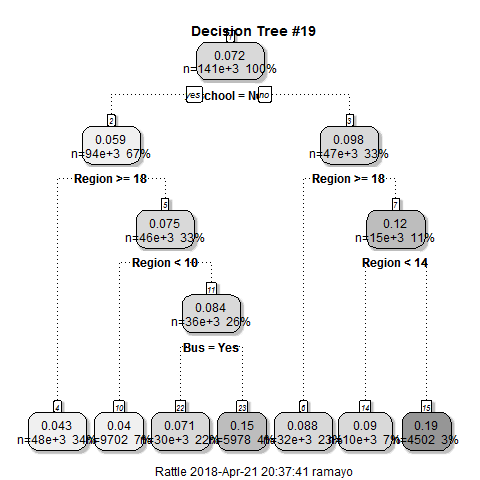 Decision Tree #19
1
0.072
n=141e+3 100%
yes chool = N no
2 3
0.059 0.098
n=94e+3 67% n=47e+3 33%
Region >= 18 Region >= 18
5 7
0.075 0.12
n=46e+3 33% n=15e+3 11%
Region < 10 Region < 14
11
0.084
n=36e+3 26%
Bus = Yes
4 10 22 23 6 14 15
0.043 0.04 0.071 0.15 0.088 0.09 0.19
n=48e+3 34% n=9702 7% n=30e+3 22% n=5978 4% n=32e+3 23% n=10e+3 7% n=4502 3%
Rattle 2018-Apr-21 20:37:41 ramayo